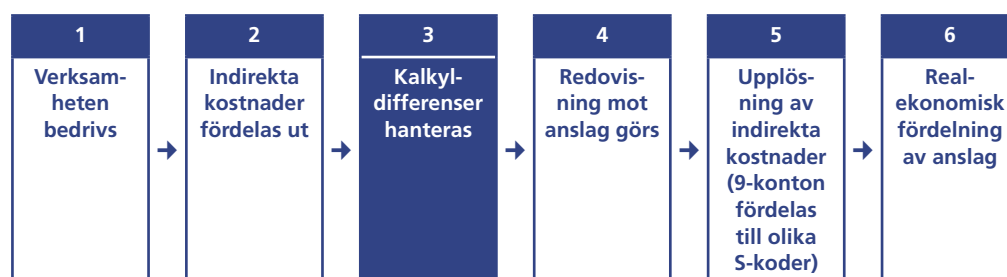 1
Verksam-
heten
bedrivs
2
Indirekta
kostnader
fördelas ut
3
Kalkyl-
differenser
hanteras
4
Redovis-
ning mot
anslag görs
5
Upplös-
ning av
indirekta
kostnader
(9-konton
fördelas
till olika
S-koder)
6
Real-
ekonomisk
fördelning
av anslag